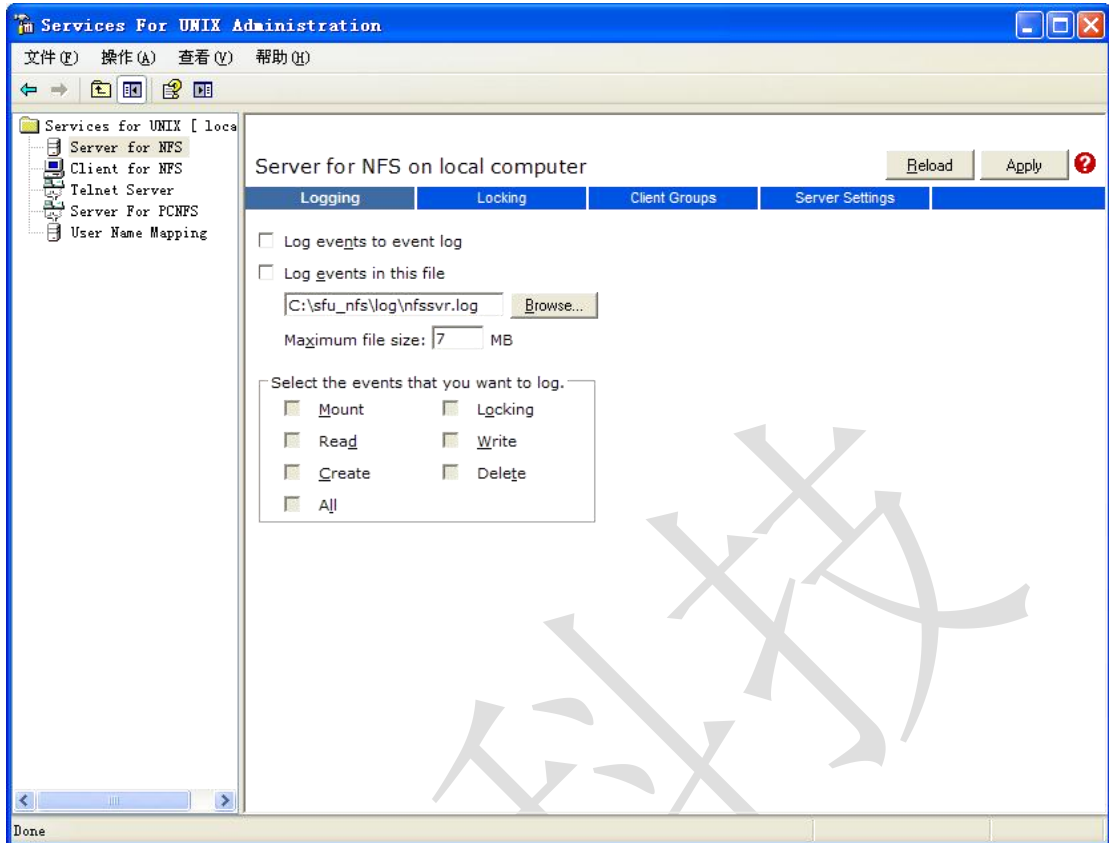 Services For UNIX Administration
文件(F) 操作(A) 查看(V) 帮助(H)
Services for UNIX [ loca
Server for NFS
Client for NFS
Telnet Server
Server For PCNFS
User Name Mapping
Server for NFS on local computer
Reload Apply
Logging Locking Client Groups Server Settings
Log events to event log
Log events in this file
C:\sfu_nfs\log\nfssvr.log Browse...
Maximum file size: 7 MB
Select the events that you want to log.
Mount Locking
Read Write
Create Delete
All
科技
Done